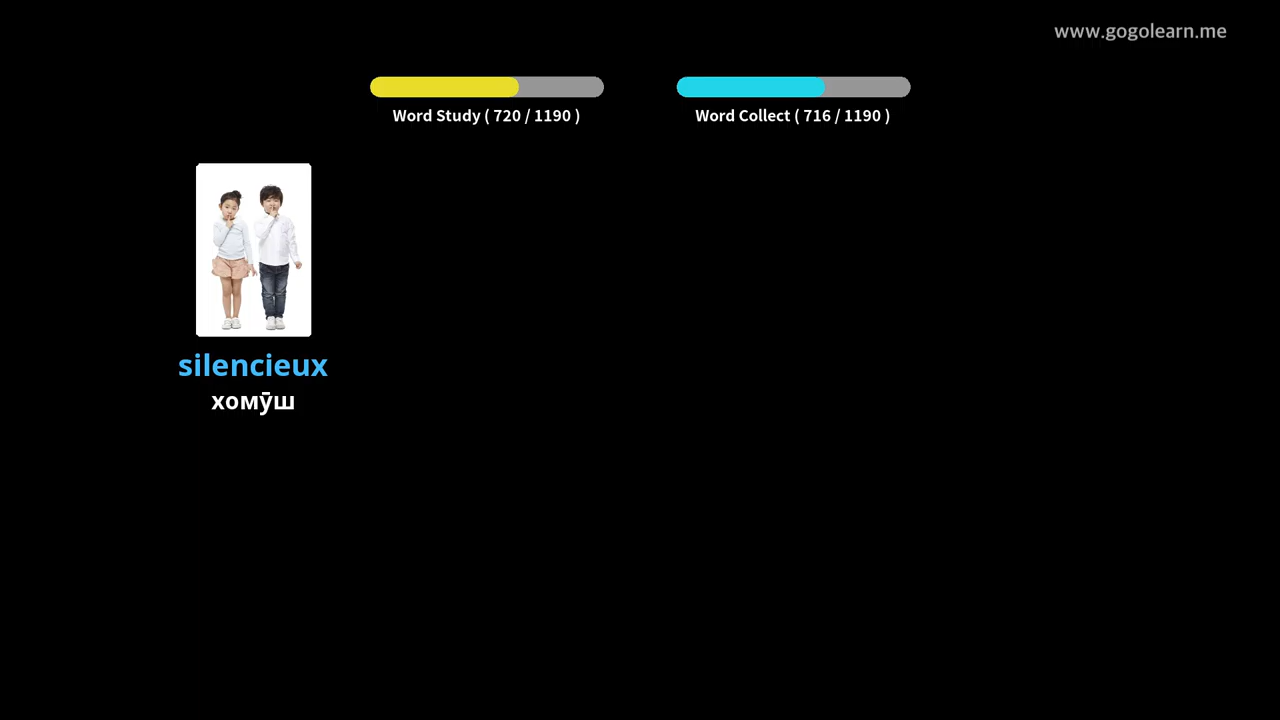 www.gogolearn.me
Word Study ( 720 / 1190 )
Word Collect ( 716 / 1190 )
silencieux
хомӯш